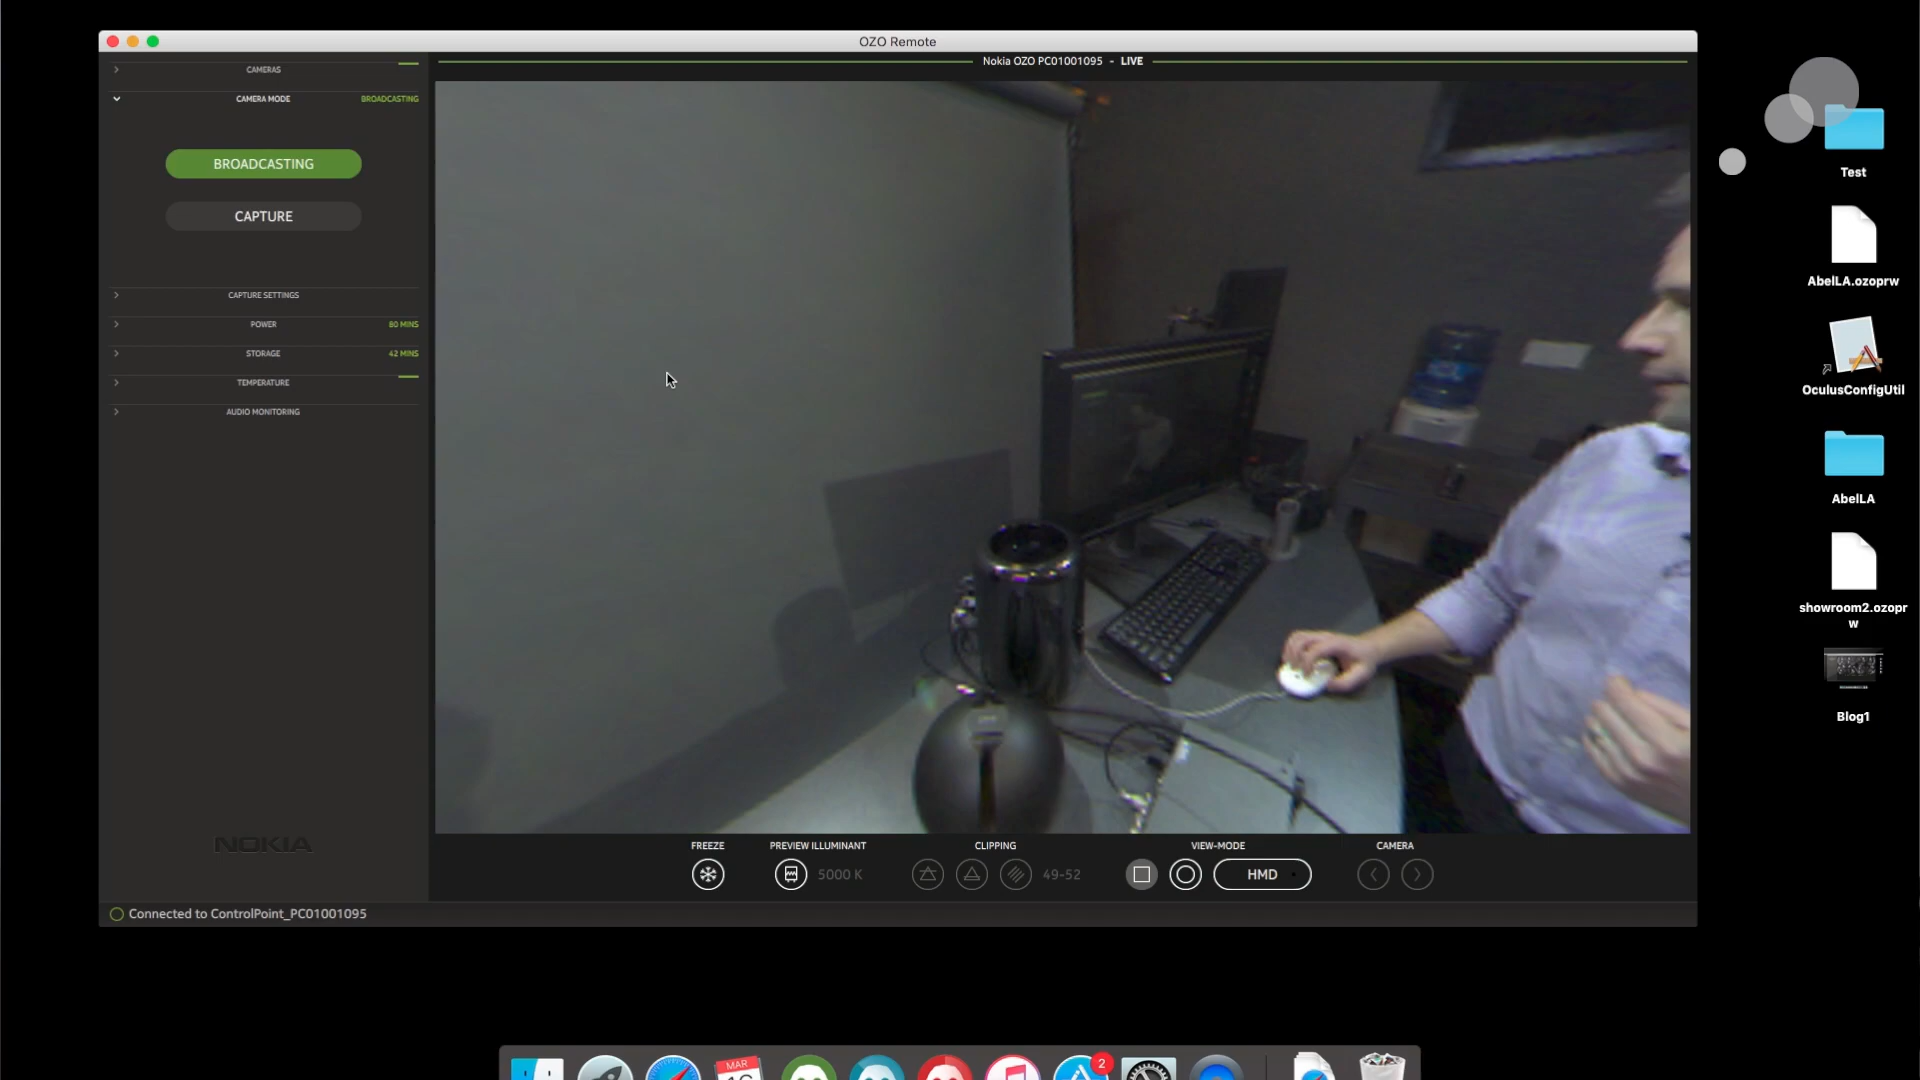 OZO Remote
Nokia OZO PC01001095 - LIVE
CAMERAS
CAMERA MODE
BROADCASTING
BROADCASTING
CAPTURE
CAPTURE SETTINGS
POWER
80 MINS
STORAGE
42 MINS
TEMPERATURE
AUDIO MONITORING
NOKIA
FREEZE
PREVIEW ILLUMINANT
5000 K
CLIPPING
49-52
VIEW-MODE
HMD
CAMERA
Connected to ControlPoint_PC01001095
Test
AbelLA.ozoprw
OculusConfigUtil
AbelLA
showroom2.ozopr
w
Blog1
MAR
2